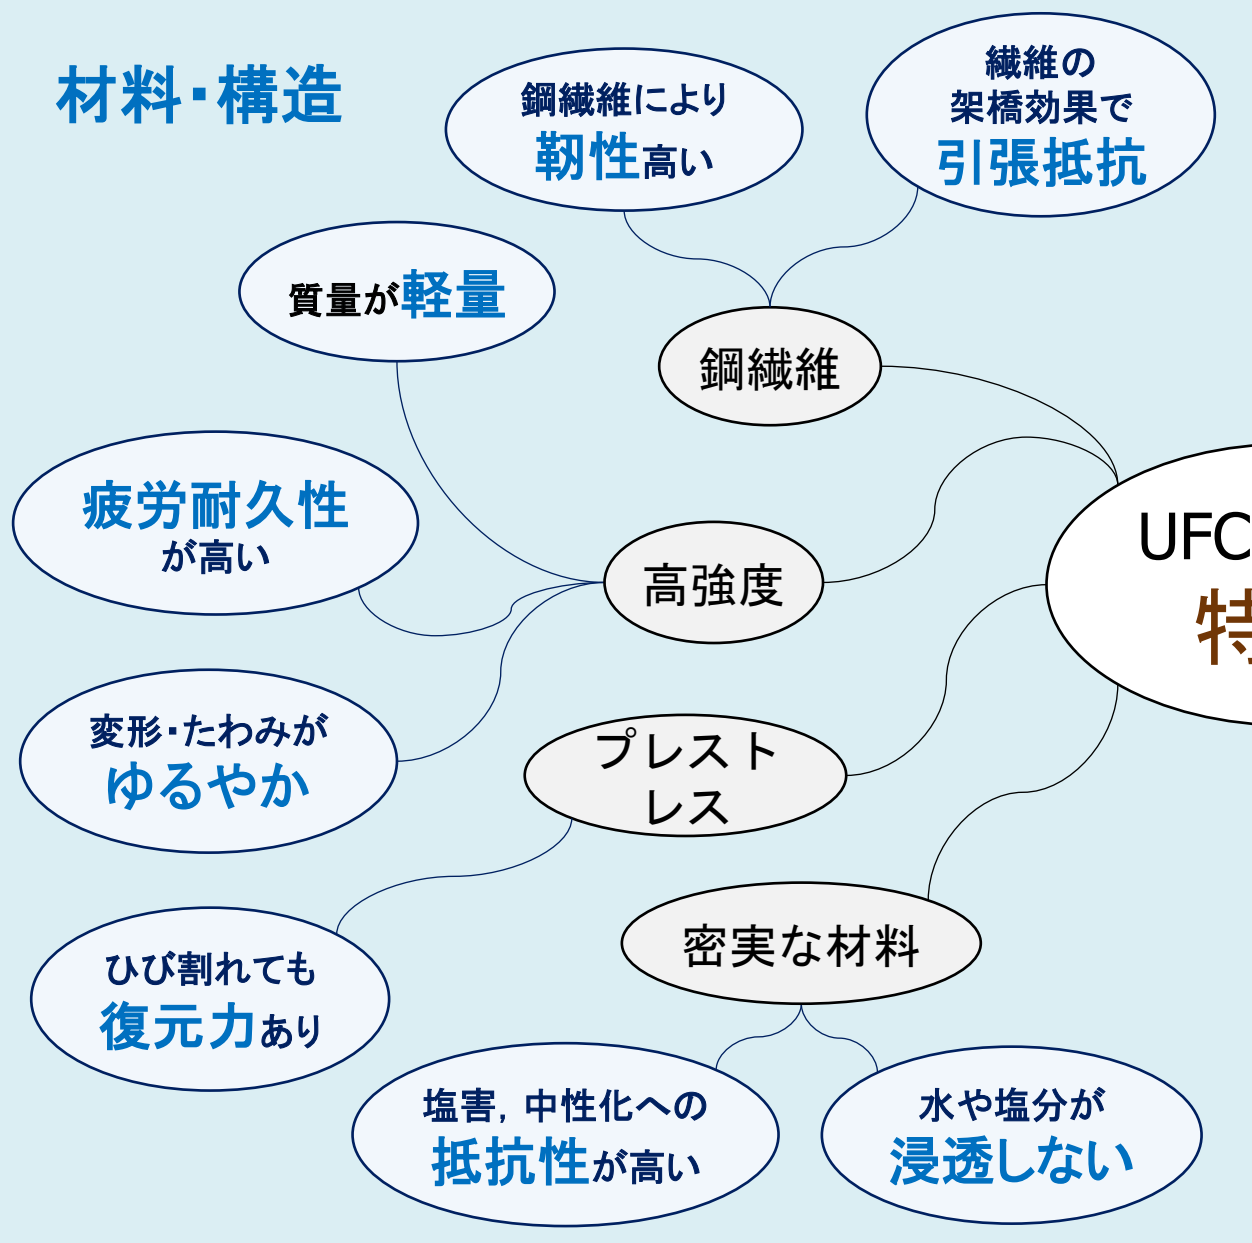 材料・構造
鋼繊維により
靭性高い
繊維の
架橋効果で
引張抵抗
質量が軽量
鋼繊維
疲労耐久性
が高い
高強度
UFC
特
変形・たわみが
ゆるやか
プレスト
レス
密実な材料
ひび割れても
復元力あり
塩害，中性化への
抵抗性が高い
水や塩分が
浸透しない